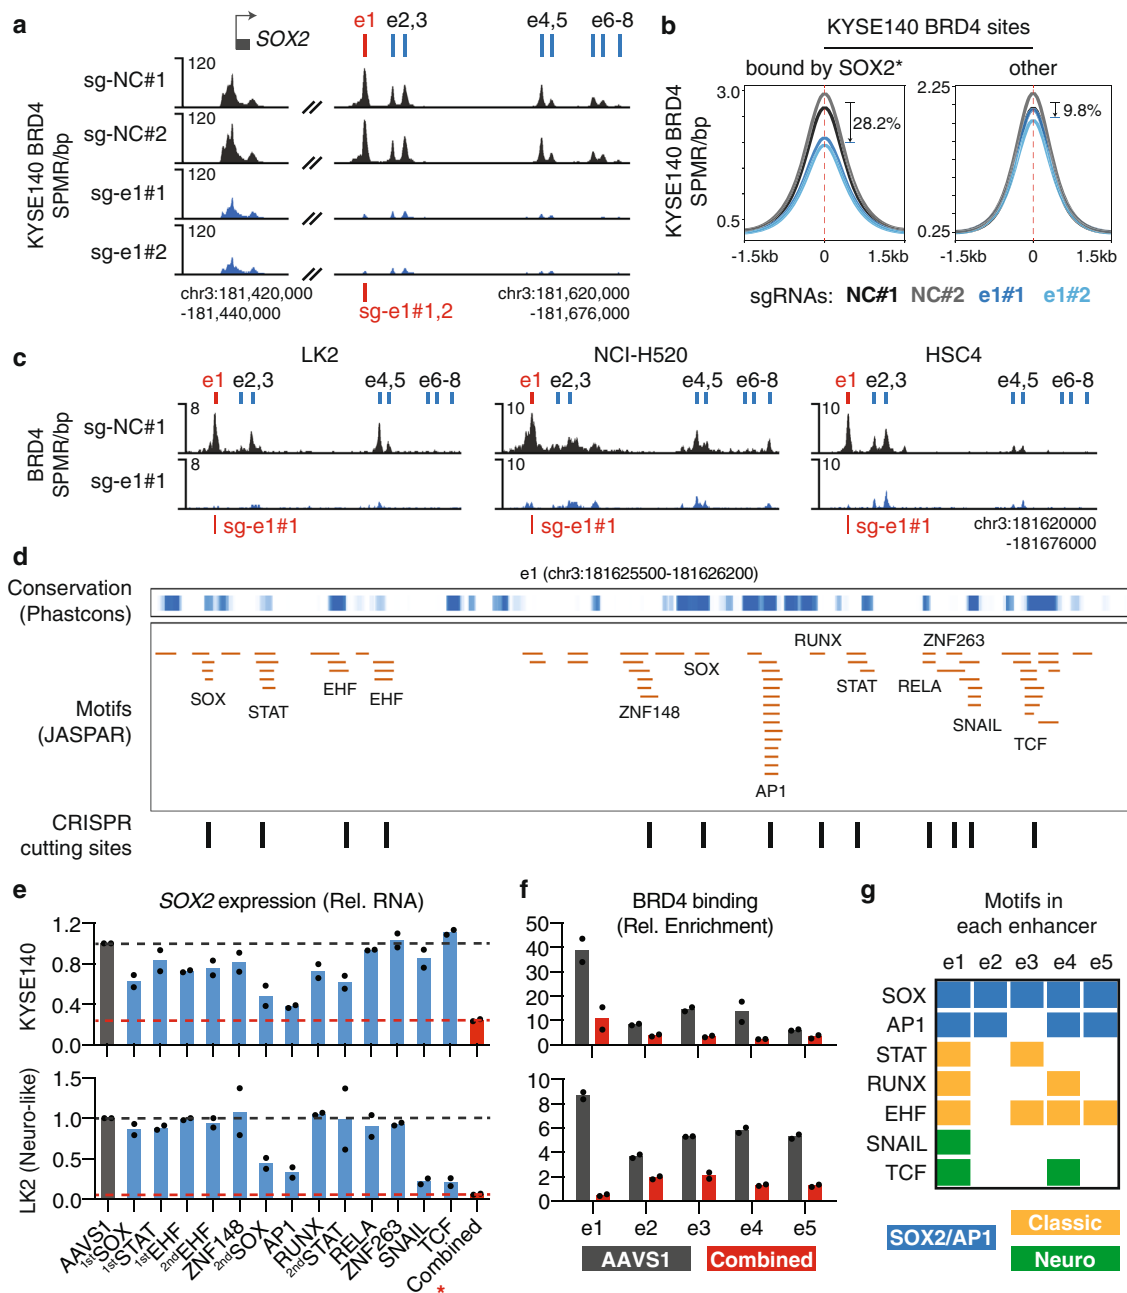 a
SOX2
e1 e2,3 e4,5 e6-8
KYSE140 BRD4
SPMR/bp
sg-NC#1
120
sg-NC#2
120
sg-e1#1
120
sg-e1#2
120
chr3:181,420,000
-181,440,000
sg-e1#1,2
chr3:181,620,000
-181,676,000
b
KYSE140 BRD4 sites
bound by SOX2* other
KYSE140 BRD4
SPMR/bp
3.0
0.5
28.2%
-1.5kb 0 1.5kb
2.25
0.25
9.8%
-1.5kb 0 1.5kb
sgRNAs: NC#1 NC#2 e1#1 e1#2
c
LK2 NCI-H520 HSC4
e1 e2,3 e4,5 e6-8
e1 e2,3 e4,5 e6-8
e1 e2,3 e4,5 e6-8
BRD4
SPMR/bp
sg-NC#1
8 10 10
sg-e1#1
8 10 10
sg-e1#1 sg-e1#1 sg-e1#1
chr3:181620000
-181676000
d
e1 (chr3:181625500-181626200)
Conservation
(Phastcons)
Motifs
(JASPAR)
SOX
STAT
EHF
EHF
ZNF148
SOX
AP1
RUNX
STAT
RELA
ZNF263
SNAIL
TCF
CRISPR
cutting sites
e
SOX2 expression (Rel. RNA)
KYSE140
1.2
0.8
0.4
0.0
LK2 (Neuro-like)
1.5
1.0
0.5
0.0
AAVS1
1stSOX
1stSTAT
1stEHF
2ndEHF
ZNF148
2ndSOX
AP1
RUNX
2ndSTAT
RELA
ZNF263
SNAIL
TCF
Combined
*
f
BRD4 binding
(Rel. Enrichment)
50
40
30
20
10
0
10
8
6
4
2
0
e1 e2 e3 e4 e5
AAVS1 Combined
g
Motifs in
each enhancer
e1 e2 e3 e4 e5
SOX
AP1
STAT
RUNX
EHF
SNAIL
TCF
SOX2/AP1
Classic
Neuro